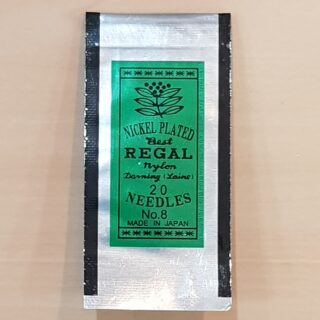 NICKEL PLATED
Best
REGAL
Nylon
Darning (Laine)
20
NEEDLES
No.8
MADE IN JAPAN